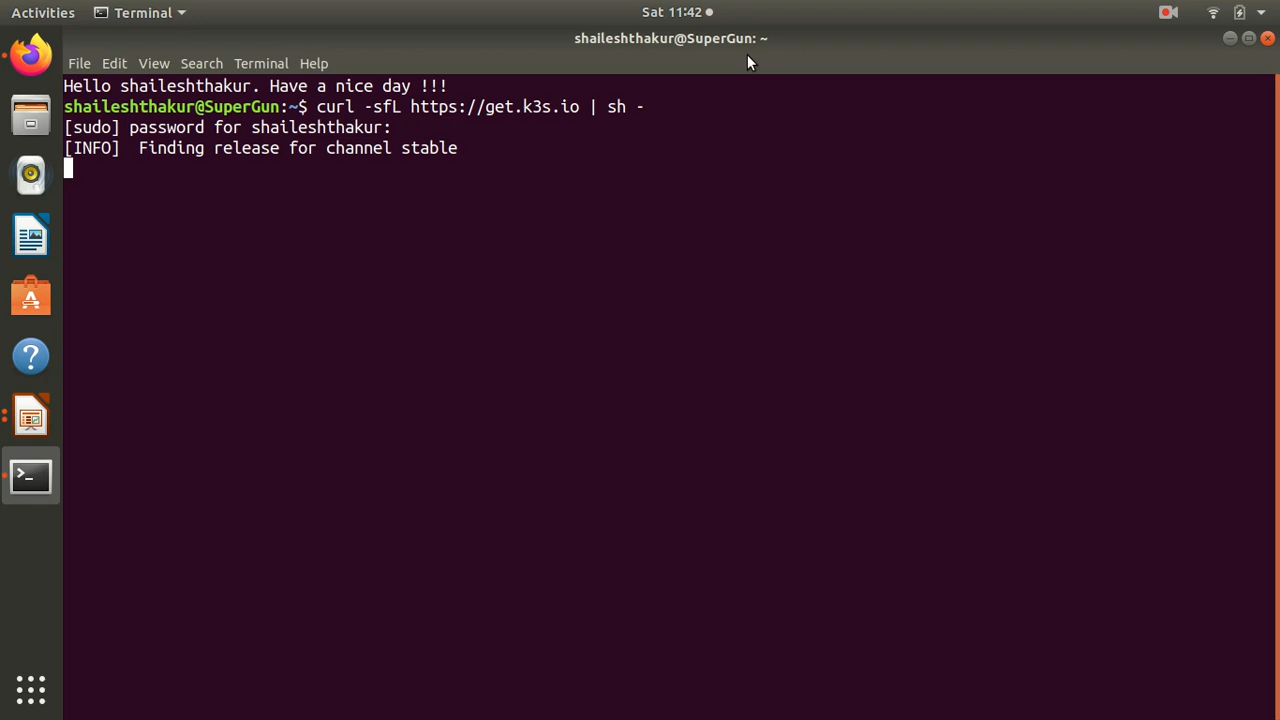 Activities
Terminal
Sat 11:42
shaileshthakur@SuperGun: ~
File Edit View Search Terminal Help
Hello shaileshthakur. Have a nice day !!!
shaileshthakur@SuperGun:~$ curl -sfL https://get.k3s.io | sh -
[sudo] password for shaileshthakur:
[INFO]  Finding release for channel stable